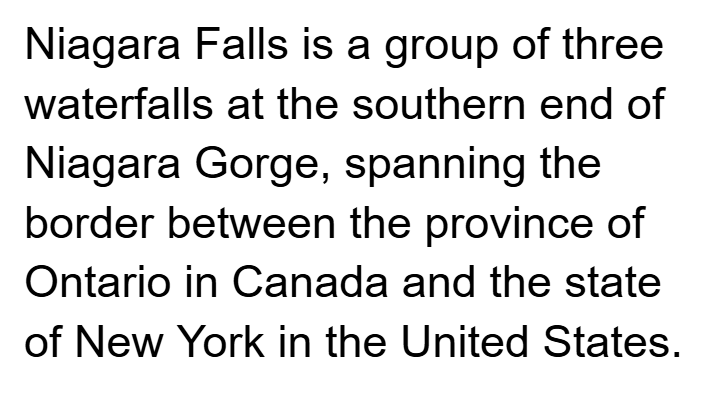 Niagara Falls is a group of three
waterfalls at the southern end of
Niagara Gorge, spanning the
border between the province of
Ontario in Canada and the state
of New York in the United States.